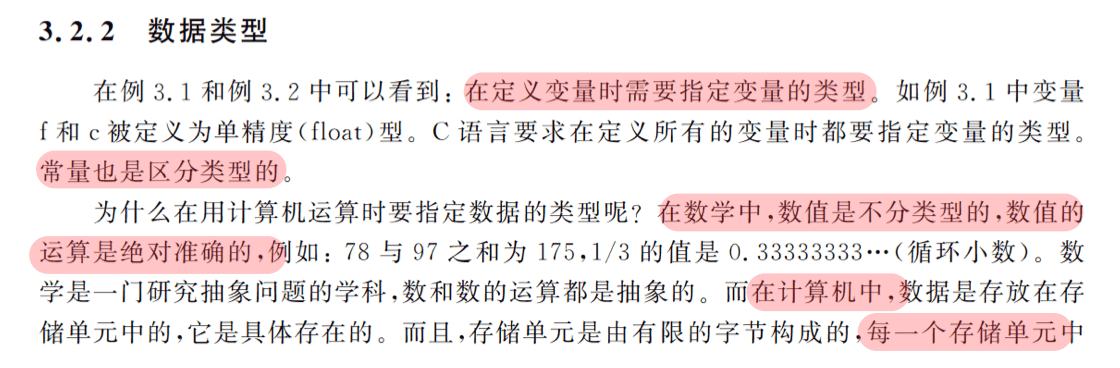 3.2.2 数据类型
在例 3.1 和例 3.2 中可以看到：在定义变量时需要指定变量的类型。如例 3.1 中变量
f 和 c 被定义为单精度(float)型。C 语言要求在定义所有的变量时都要指定变量的类型。
常量也是区分类型的。
为什么在用计算机运算时要指定数据的类型呢？在数学中，数值是不分类型的，数值的
运算是绝对准确的，例如：78 与 97 之和为 175，1/3 的值是 0.33333333…(循环小数)。数
学是一门研究抽象问题的学科，数和数的运算都是抽象的。而在计算机中，数据是存放在存
储单元中的，它是具体存在的。而且，存储单元是由有限的字节构成的，每一个存储单元中